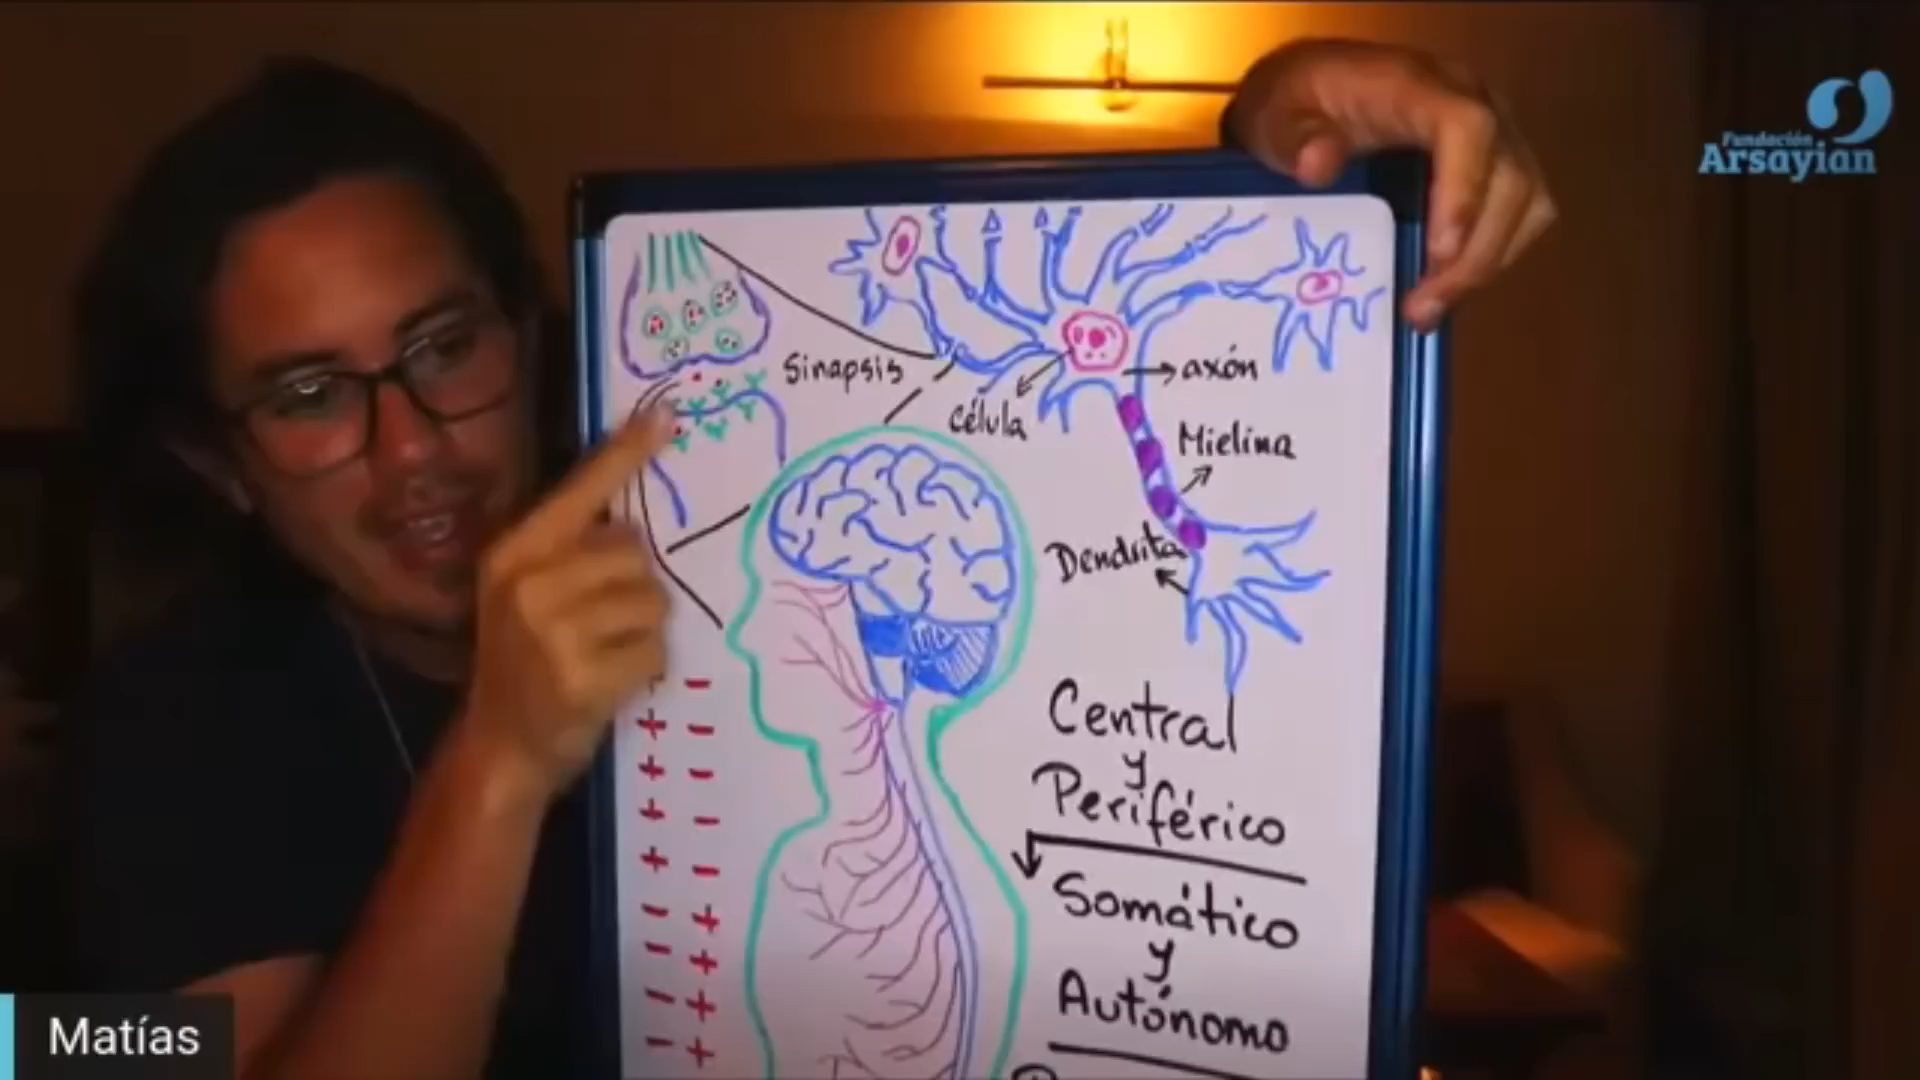 Fundación
Arsayian
Sinapsis
Célula
axón
Mielina
Dendrita
Central
y
Periférico
Somático
y
Autónomo
+ -
+ -
+ -
+ -
- +
- +
- +
- +
Matías